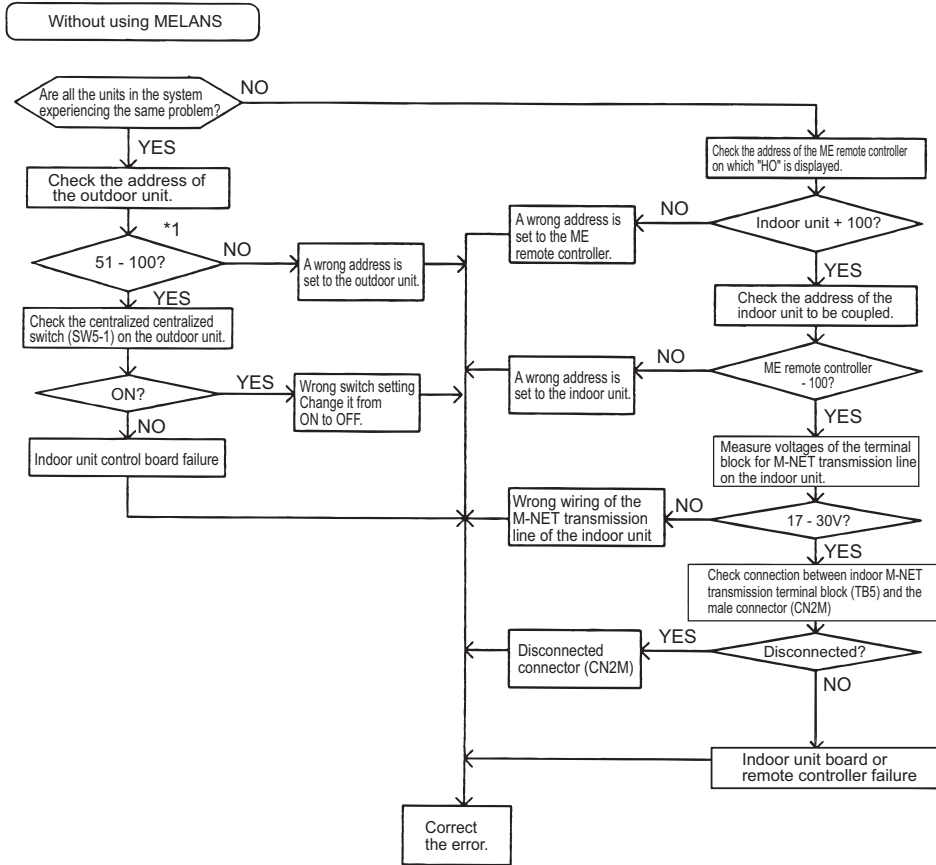 Without using MELANS
Are all the units in the system
experiencing the same problem?
NO
YES
Check the address of
the outdoor unit.
*1
51 - 100?
NO
A wrong address is
set to the outdoor unit.
YES
Check the centralized centralized
switch (SW5-1) on the outdoor unit.
ON?
YES
Wrong switch setting
Change it from
ON to OFF.
NO
Indoor unit control board failure
Check the address of the ME remote controller
on which "HO" is displayed.
Indoor unit + 100?
NO
A wrong address is
set to the ME
remote controller.
YES
Check the address of the
indoor unit to be coupled.
ME remote controller
- 100?
NO
A wrong address is
set to the indoor unit.
YES
Measure voltages of the terminal
block for M-NET transmission line
on the indoor unit.
17 - 30V?
NO
Wrong wiring of the
M-NET transmission
line of the indoor unit
YES
Check connection between indoor M-NET
transmission terminal block (TB5) and the
male connector (CN2M)
Disconnected?
YES
Disconnected
connector (CN2M)
NO
Indoor unit board or
remote controller failure
Correct
the error.